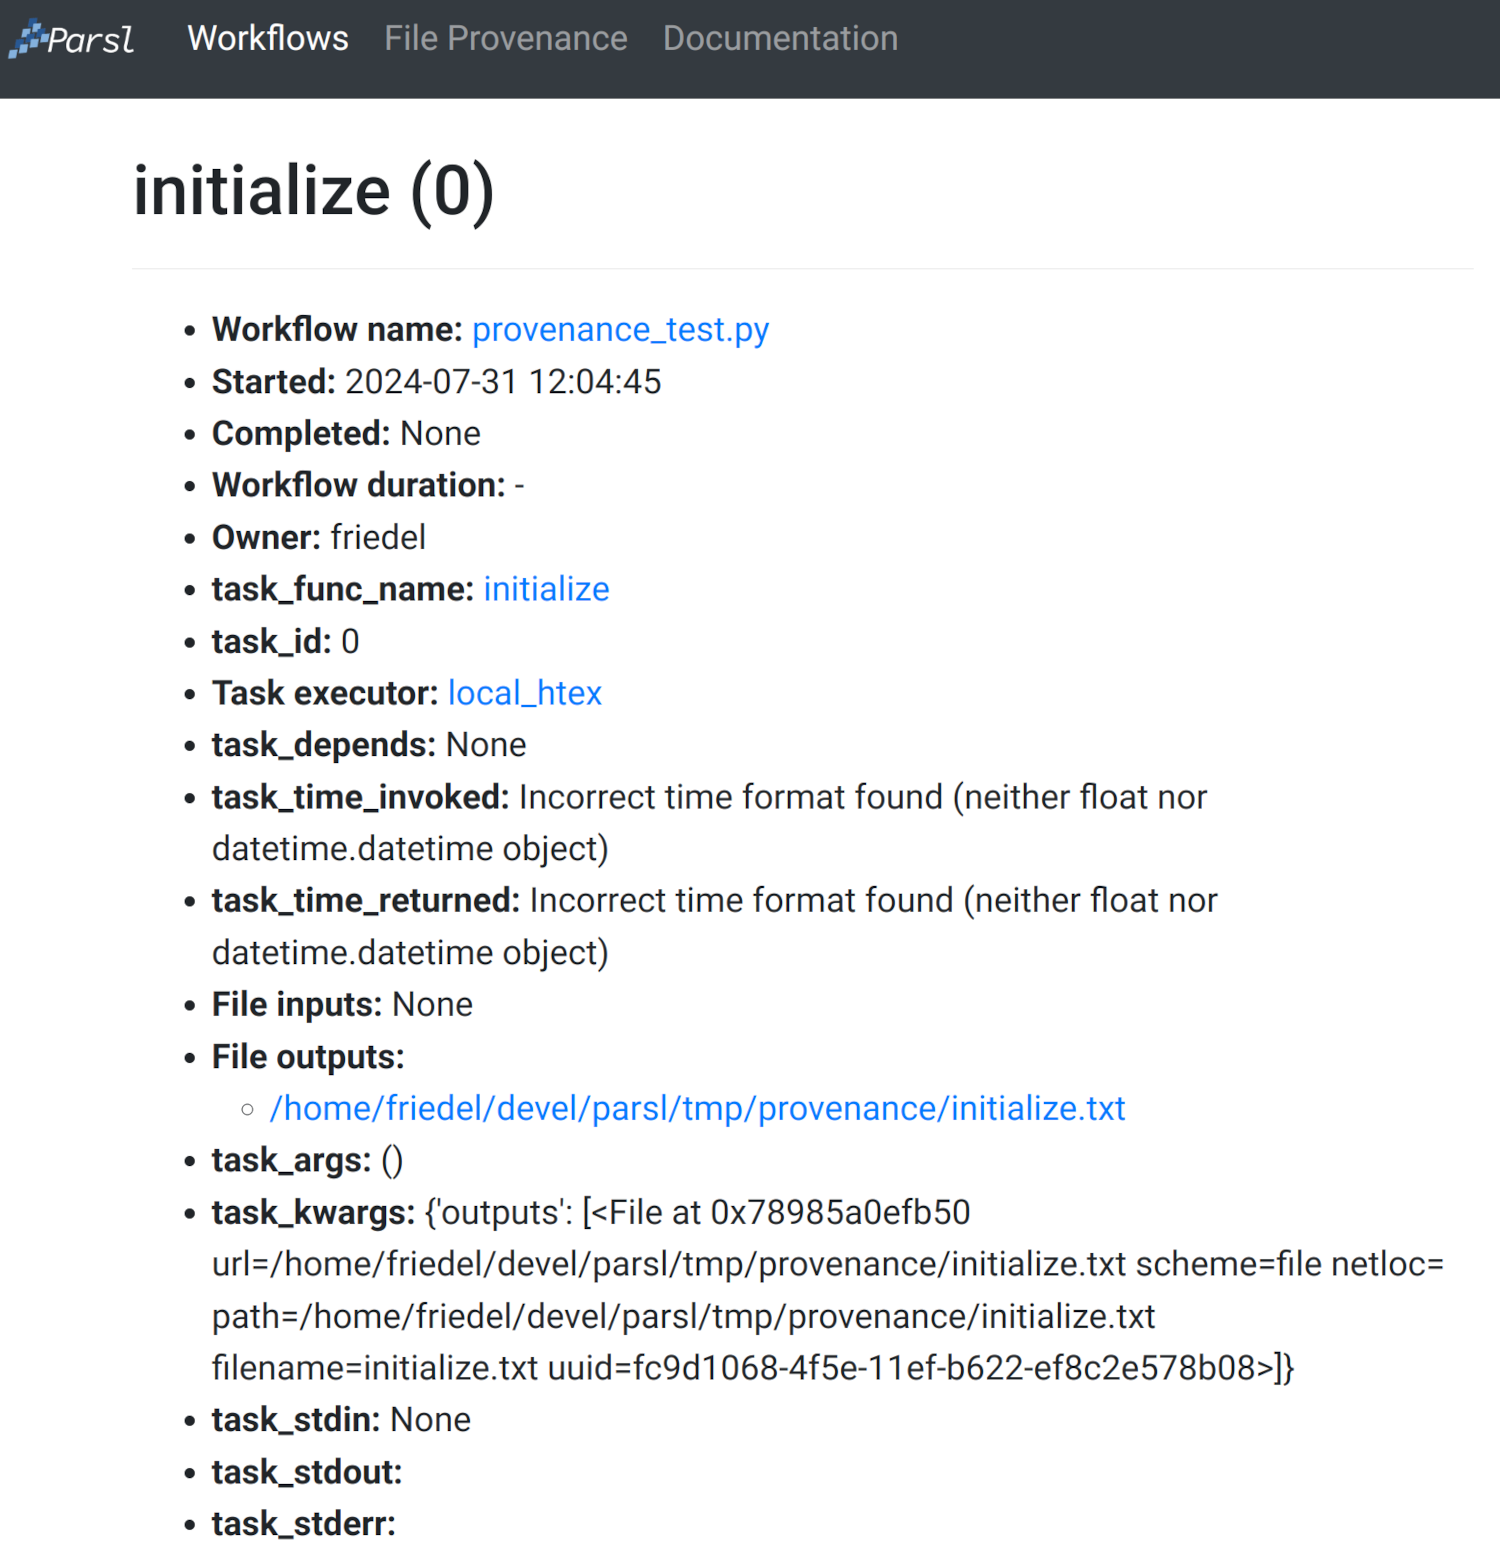 Parsl Workflows File Provenance Documentation
initialize (0)
Workflow name: provenance_test.py
Started: 2024-07-31 12:04:45
Completed: None
Workflow duration: -
Owner: friedel
task_func_name: initialize
task_id: 0
Task executor: local_htex
task_depends: None
task_time_invoked: Incorrect time format found (neither float nor
datetime.datetime object)
task_time_returned: Incorrect time format found (neither float nor
datetime.datetime object)
File inputs: None
File outputs:
/home/friedel/devel/parsl/tmp/provenance/initialize.txt
task_args: ()
task_kwargs: {'outputs': [<File at 0x78985a0efb50
url=/home/friedel/devel/parsl/tmp/provenance/initialize.txt scheme=file netloc=
path=/home/friedel/devel/parsl/tmp/provenance/initialize.txt
filename=initialize.txt uuid=fc9d1068-4f5e-11ef-b622-ef8c2e578b08>]}
task_stdin: None
task_stdout:
task_stderr: